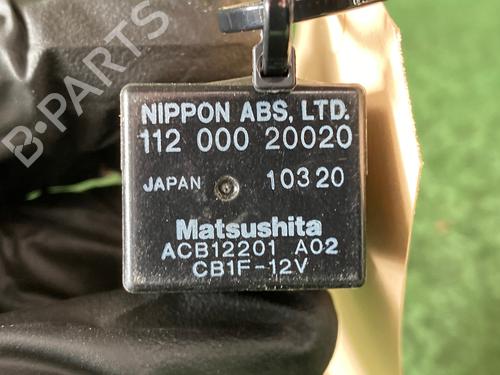 B-PARTS
NIPPON ABS, LTD.
112 000 20020
JAPAN 10320
Matsushita
ACB12201 A02
CB1F-12V